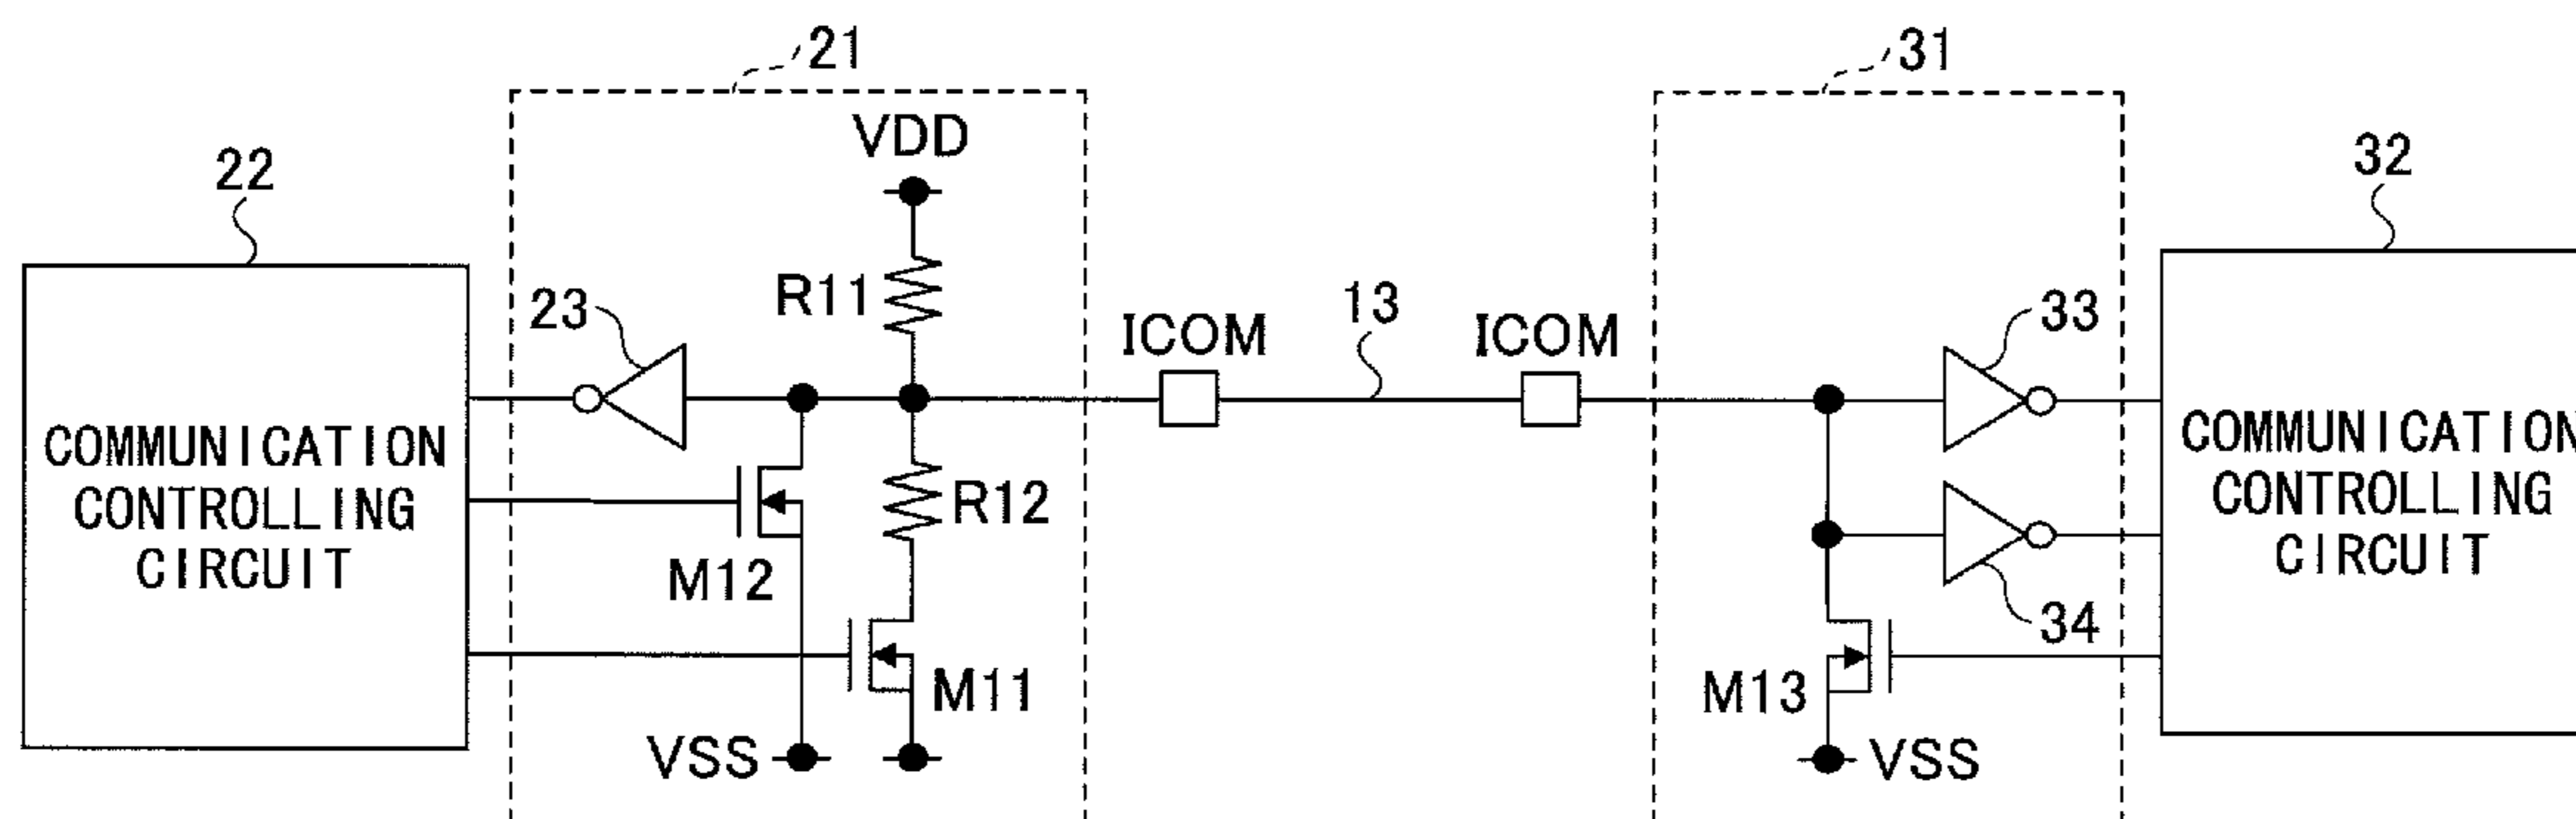 21
31
VDD
22
32
R11
23
ICOM
13
ICOM
33
COMMUNICATION
CONTROLLING
CIRCUIT
R12
M12
COMMUNICATION
CONTROLLING
CIRCUIT
34
M11
M13
VSS
VSS